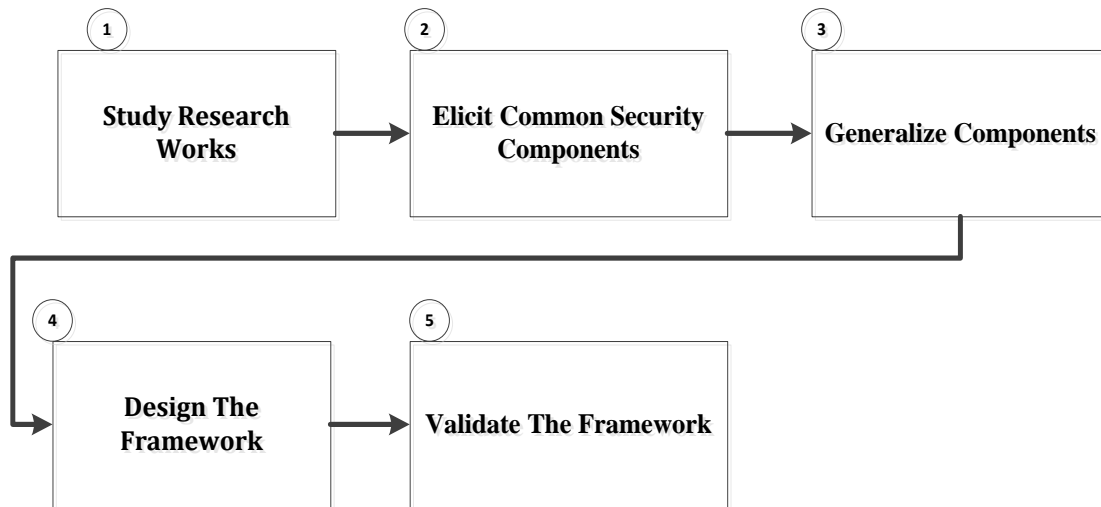 1
Study Research
Works
2
Elicit Common Security
Components
3
Generalize Components
4
Design The
Framework
5
Validate The Framework